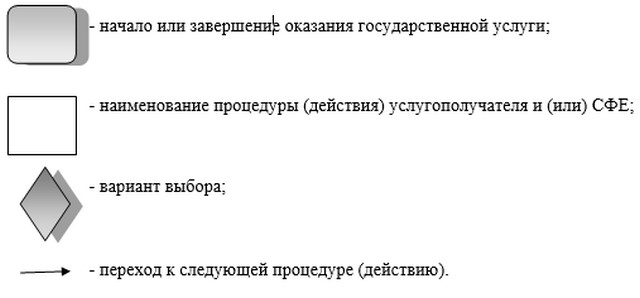 - начало или завершение оказания государственной услуги;
- наименование процедуры (действия) услугополучателя и (или) СФЕ;
- вариант выбора;
- переход к следующей процедуре (действию).